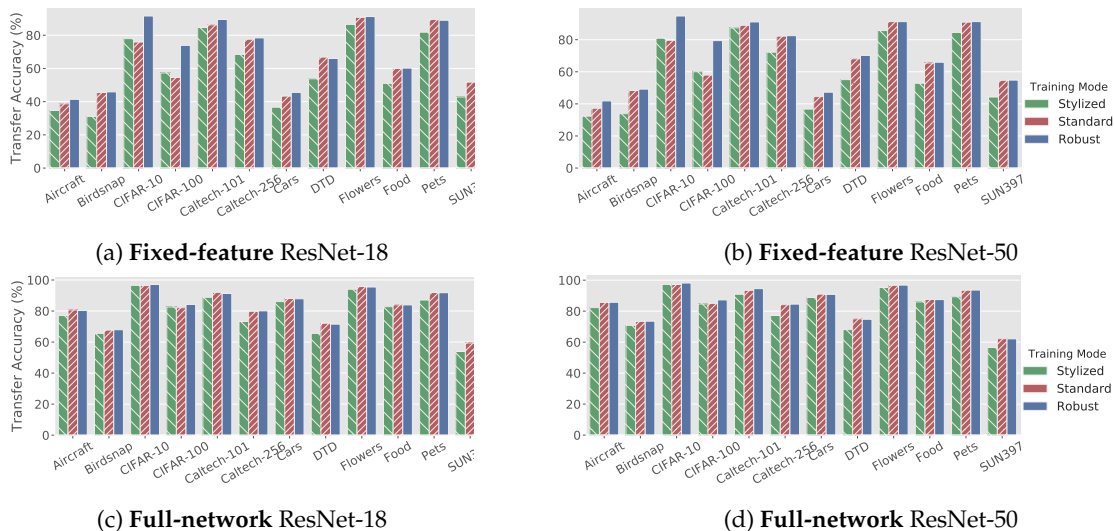 Transfer Accuracy (%)
80
60
40
20
0
Aircraft
Birdsnap
CIFAR-10
CIFAR-100
Caltech-101
Caltech-256
Cars
DTD
Flowers
Food
Pets
SUN3
(a) Fixed-feature ResNet-18
80
60
40
20
0
Aircraft
Birdsnap
CIFAR-10
CIFAR-100
Caltech-101
Caltech-256
Cars
DTD
Flowers
Food
Pets
SUN397
Training Mode
Stylized
Standard
Robust
(b) Fixed-feature ResNet-50
Transfer Accuracy (%)
100
80
60
40
20
0
Aircraft
Birdsnap
CIFAR-10
CIFAR-100
Caltech-101
Caltech-256
Cars
DTD
Flowers
Food
Pets
SUN3
(c) Full-network ResNet-18
100
80
60
40
20
0
Aircraft
Birdsnap
CIFAR-10
CIFAR-100
Caltech-101
Caltech-256
Cars
DTD
Flowers
Food
Pets
SUN397
Training Mode
Stylized
Standard
Robust
(d) Full-network ResNet-50